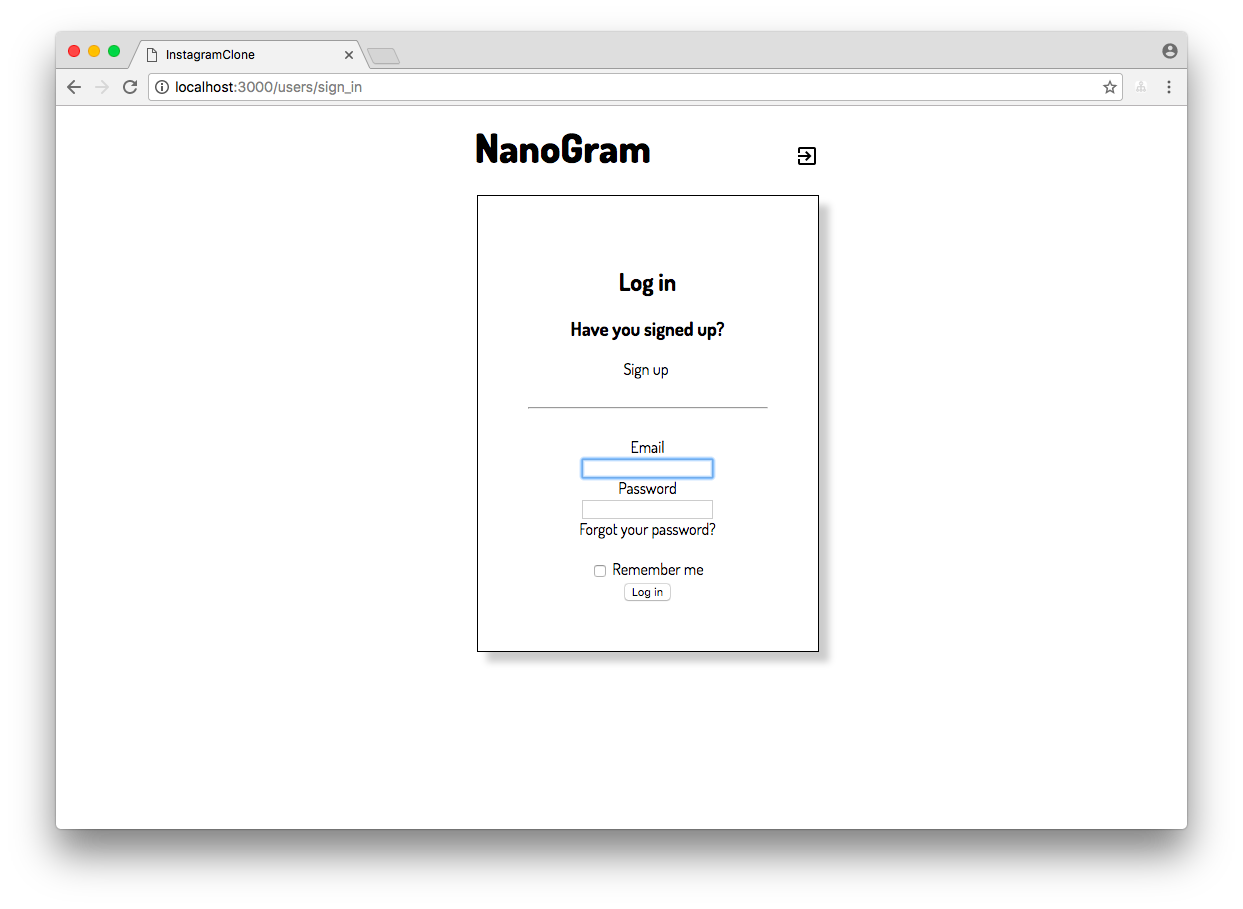 InstagramClone
localhost:3000/users/sign_in
NanoGram
Log in
Have you signed up?
Sign up
Email
Password
Forgot your password?
Remember me
Log in